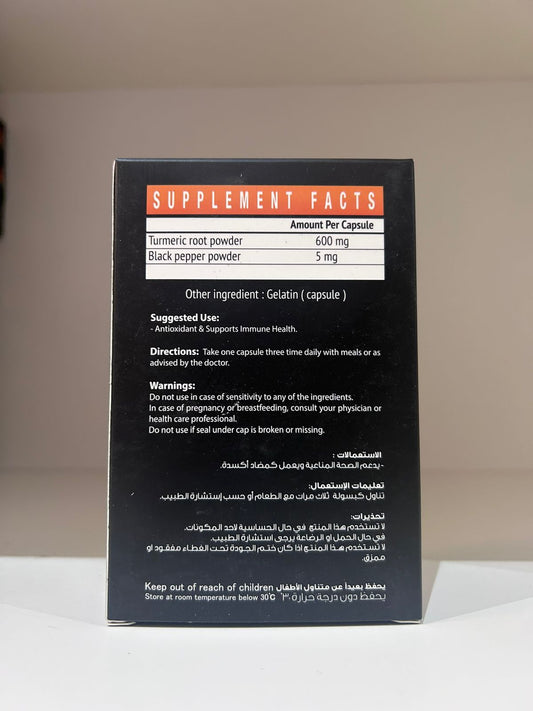 SUPPLEMENT FACTS
Amount Per Capsule
Turmeric root powder 600 mg
Black pepper powder 5 mg
Other ingredient : Gelatin ( capsule )
Suggested Use:
- Antioxidant & Supports Immune Health.
Directions: Take one capsule three time daily with meals or as
advised by the doctor.
Warnings:
Do not use in case of sensitivity to any of the ingredients.
In case of pregnancy or breastfeeding, consult your physician or
health care professional.
Do not use if seal under cap is broken or missing.
الاستعمالات :
-يدعم الصحة المناعية ويعمل كمضاد أكسدة.
تعليمات الإستعمال:
تناول كبسولة ثلاث مرات مع الطعام أو حسب إستشارة الطبيب.
تحذيرات:
لا تستخدم هذا المنتج في حال الحساسية لاحد المكونات.
في حال الحمل او الرضاعة يرجى استشارة الطبيب.
لا تستخدم هذا المنتج اذا كان ختم الجودة تحت الغطاء مفقود او
ممزق.
Keep out of reach of children يحفظ بعيداً عن متناول الأطفال
Store at room temperature below 30°C يحفظ دون درجة حرارة ٣٠°